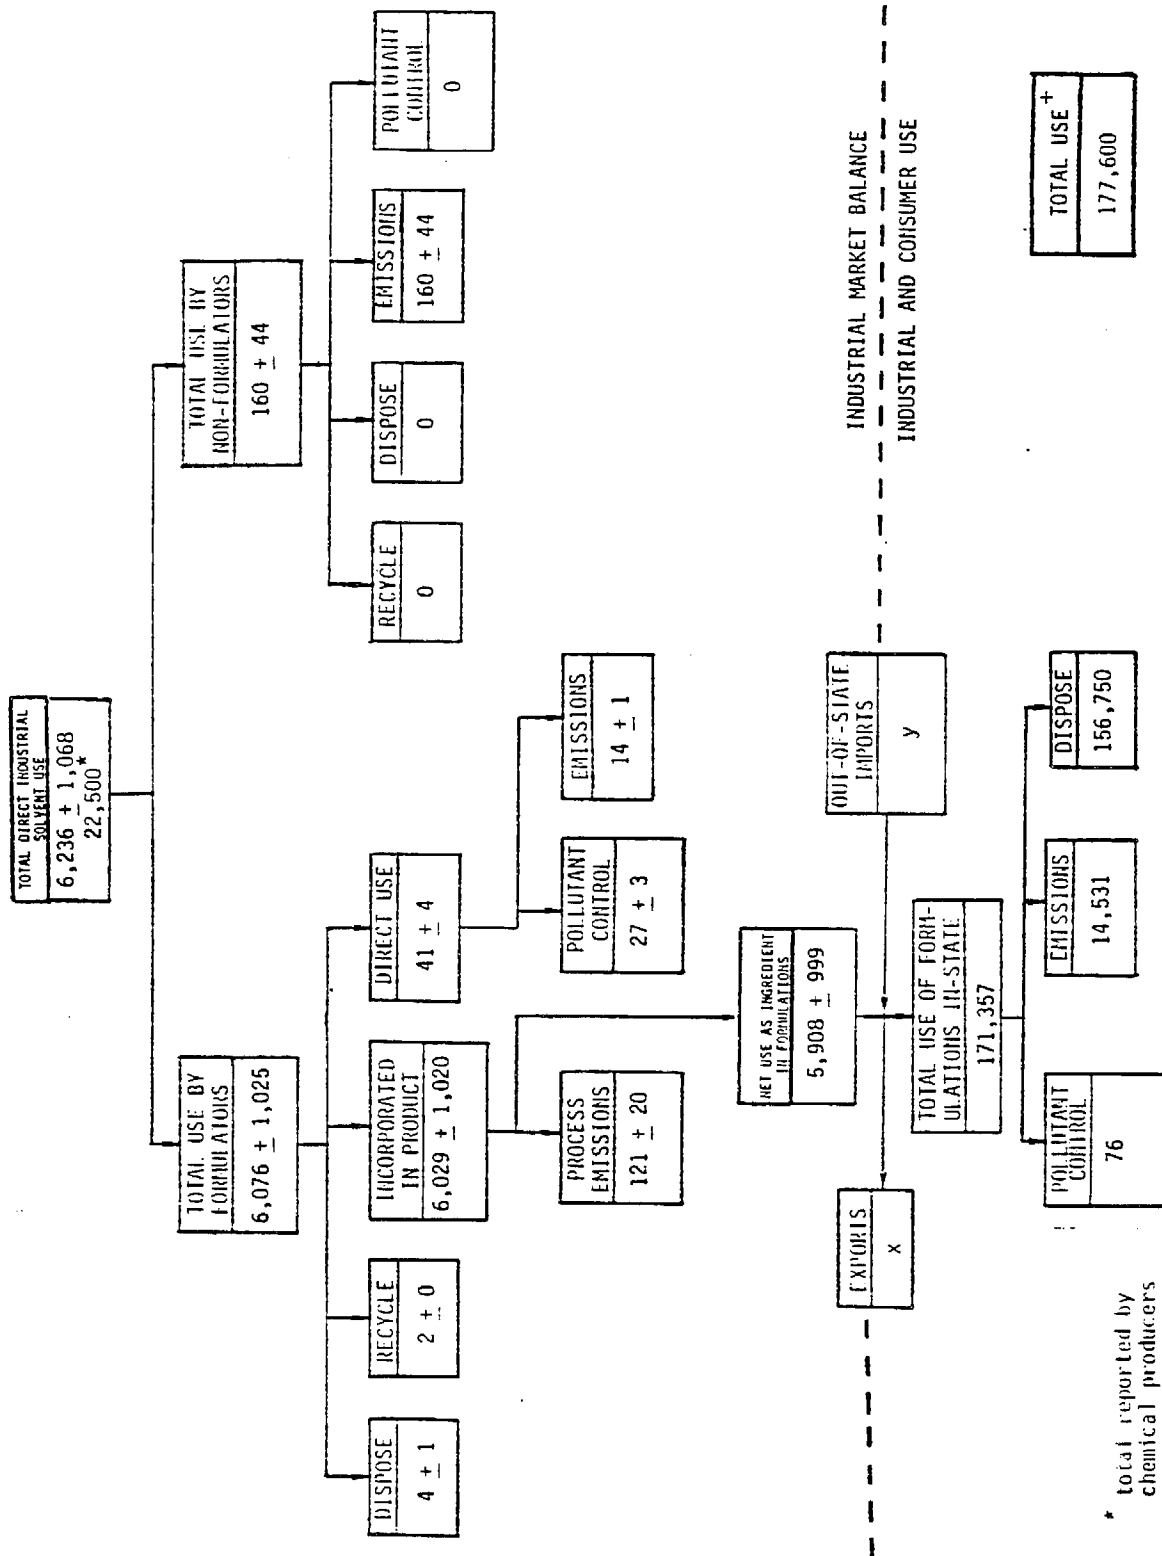 TOTAL DIRECT INDUSTRIAL
SOLVENT USE
6,236 ± 1,068
22,500*
TOTAL USE BY
FORMULATORS
6,076 ± 1,025
TOTAL USE BY
NON-FORMULATORS
160 ± 44
DISPOSE
4 ± 1
RECYCLE
2 ± 0
INCORPORATED
IN PRODUCT
6,029 ± 1,020
DIRECT USE
41 ± 4
RECYCLE
0
DISPOSE
0
EMISSIONS
160 ± 44
POLLUTANT
CONTROL
0
PROCESS
EMISSIONS
121 ± 20
POLLUTANT
CONTROL
27 ± 3
EMISSIONS
14 ± 1
NET USE AS INGREDIENT
IN FORMULATIONS
5,908 ± 999
EXPORTS
x
OUT-OF-STATE
IMPORTS
y
INDUSTRIAL MARKET BALANCE
INDUSTRIAL AND CONSUMER USE
TOTAL USE OF FORM-
ULATIONS IN-STATE
171,357
POLLUTANT
CONTROL
76
EMISSIONS
14,531
DISPOSE
156,750
TOTAL USE+
177,600
* total reported by
chemical producers